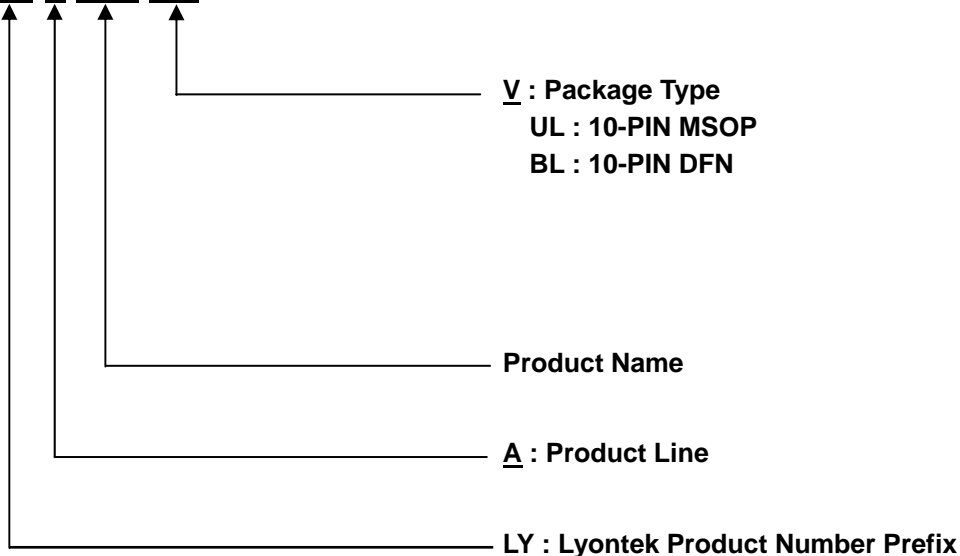 V : Package Type
UL : 10-PIN MSOP
BL : 10-PIN DFN
Product Name
A : Product Line
LY : Lyontek Product Number Prefix